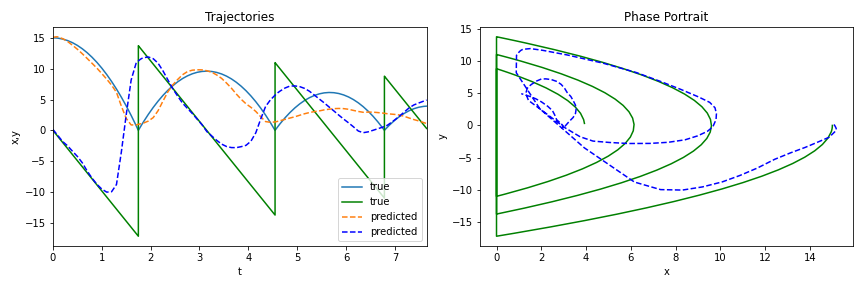 Trajectories
x,y
15
10
5
0
−5
−10
−15
0 1 2 3 4 5 6 7
t
true
true
predicted
predicted
Phase Portrait
y
15
10
5
0
−5
−10
−15
0 2 4 6 8 10 12 14
x